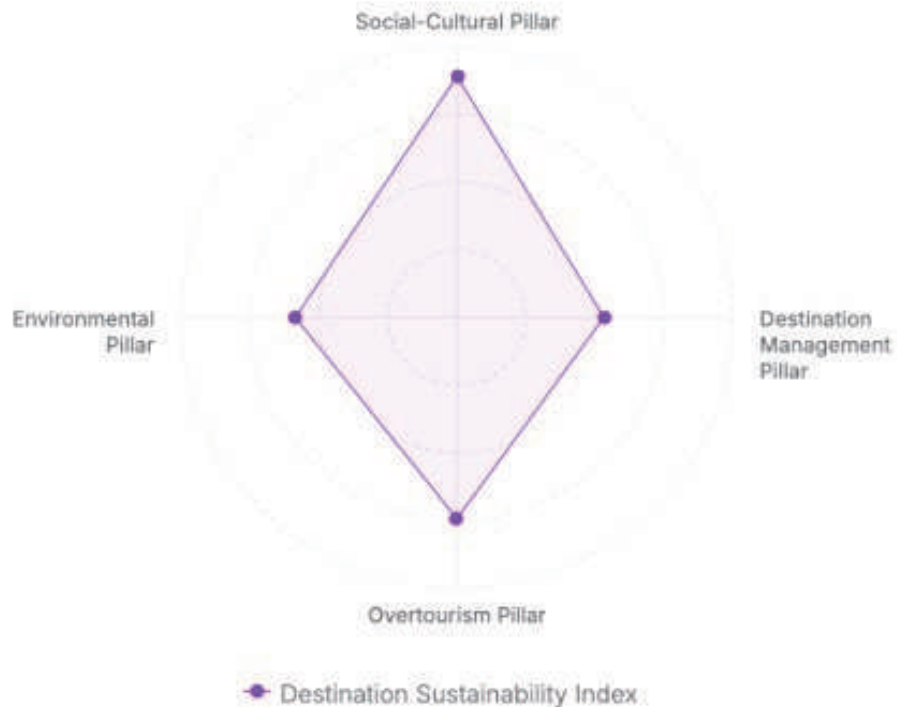 Social-Cultural Pillar
Environmental
Pillar
Destination
Management
Pillar
Overtourism Pillar
Destination Sustainability Index